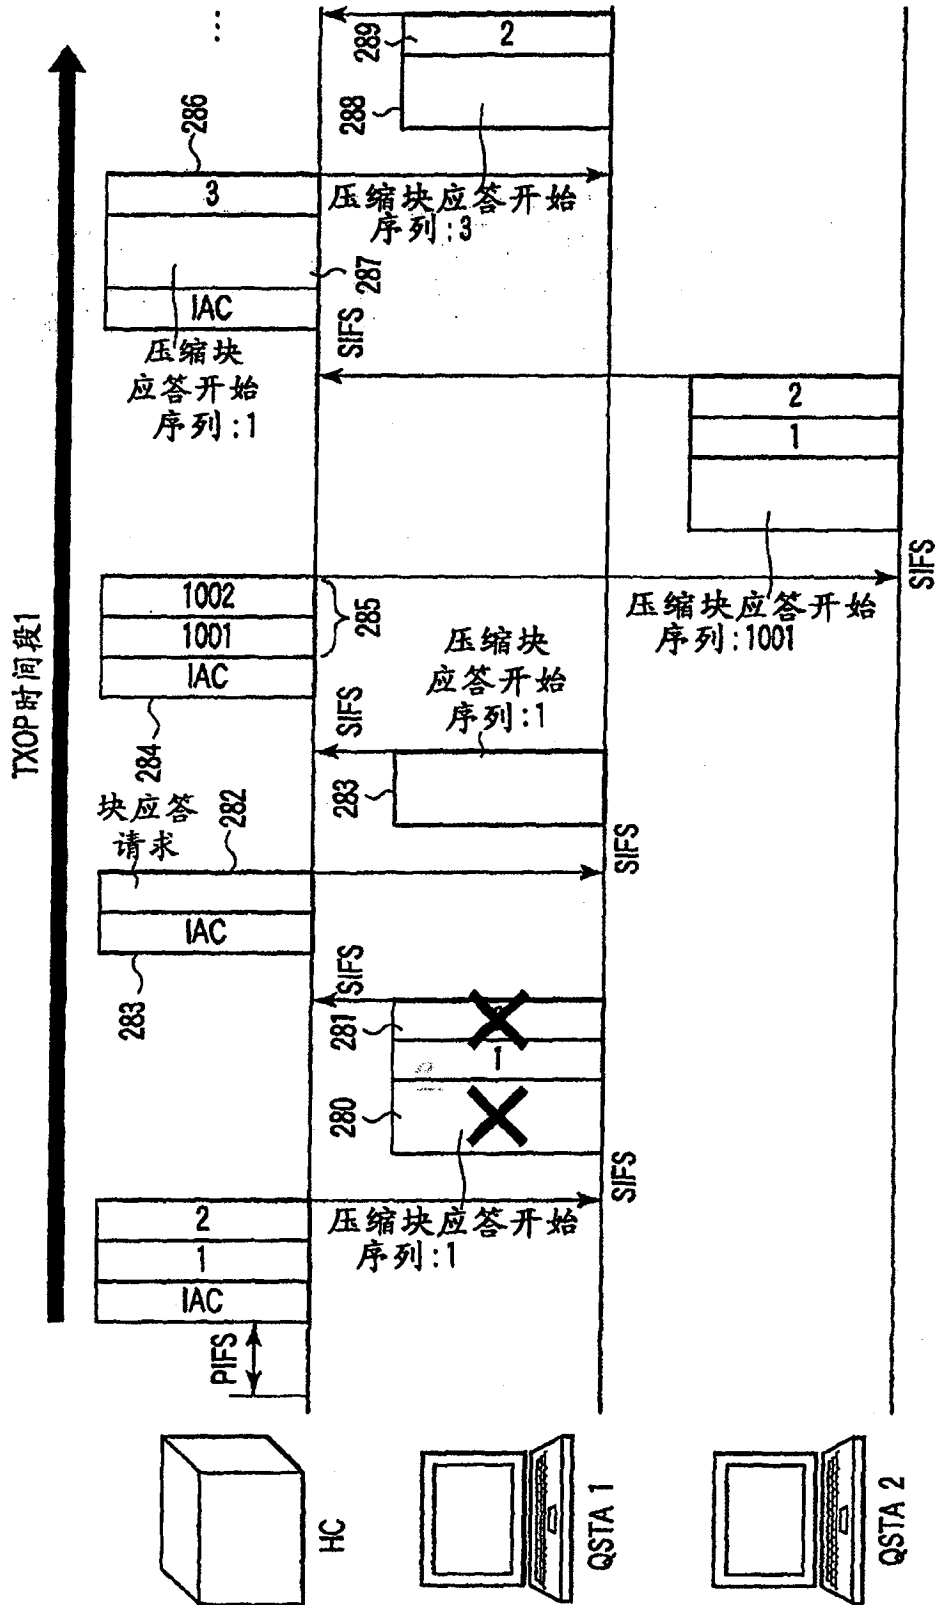 TXOP时间段1
HC
QSTA 1
QSTA 2
PIFS
IAC
1
2
压缩块应答开始
序列:1
SIFS
280
281
1
SIFS
283
IAC
282
块应答
请求
SIFS
283
压缩块
应答开始
序列:1
SIFS
284
IAC
1001
1002
285
压缩块应答开始
序列:1001
SIFS
1
2
SIFS
IAC
287
3
286
压缩块
应答开始
序列:1
压缩块应答开始
序列:3
288
289
2
...